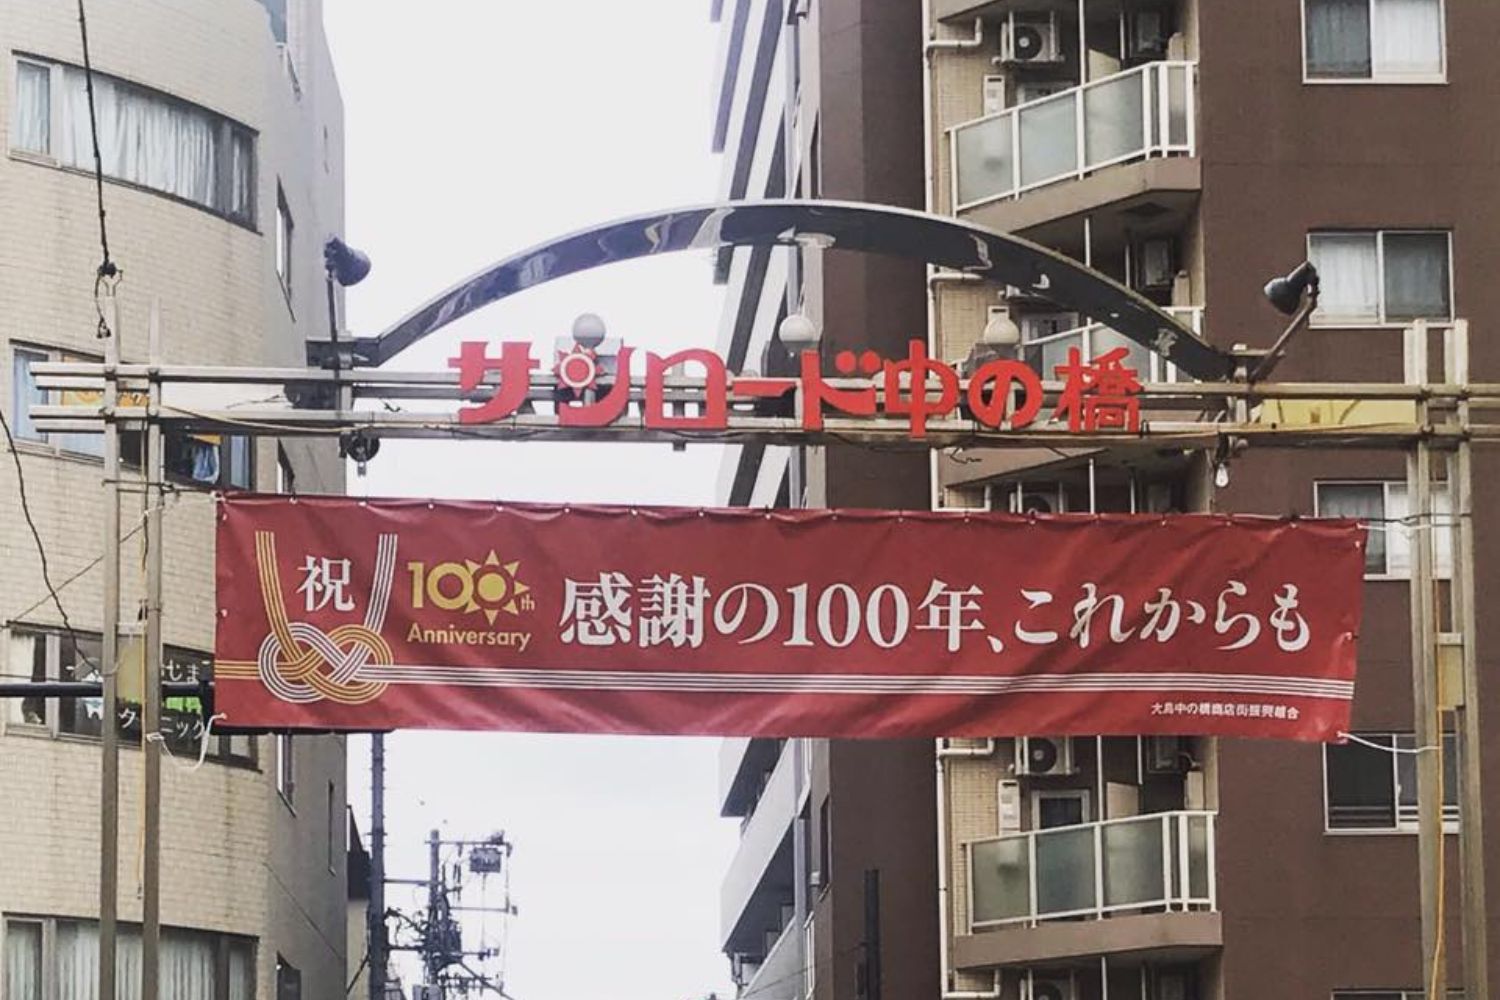 サンロード中の橋
祝
100th
Anniversary
感謝の100年、これからも
大島中の橋商店街振興組合